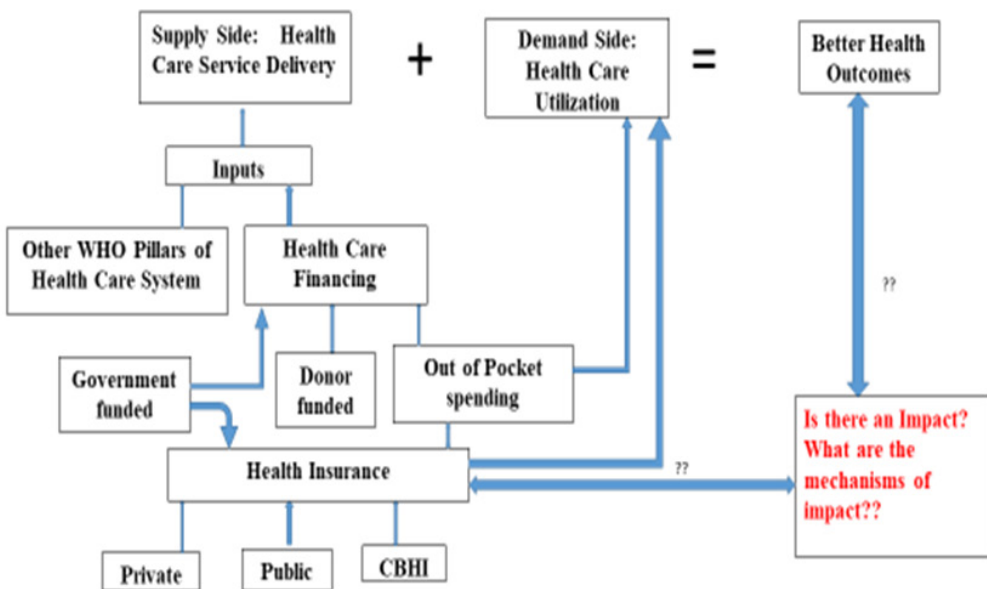 Supply Side: Health
Care Service Delivery
+
Demand Side:
Health Care
Utilization
=
Better Health
Outcomes
Inputs
Other WHO Pillars of
Health Care System
Health Care
Financing
??
Government
funded
Donor
funded
Out of Pocket
spending
Is there an Impact?
What are the
mechanisms of
impact??
Health Insurance
??
Private
Public
CBHI